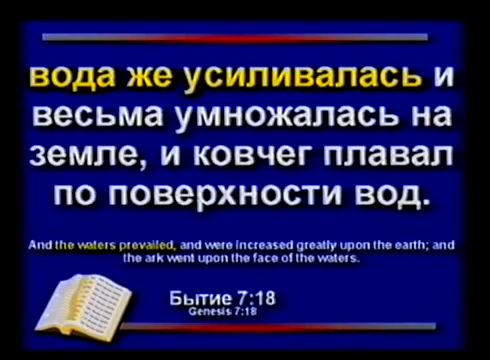 вода же усиливалась и
весьма умножалась на
земле, и ковчег плавал
по поверхности вод.
And the waters prevailed, and were increased greatly upon the earth; and
the ark went upon the face of the waters.
Бытие 7:18
Genesis 7:18